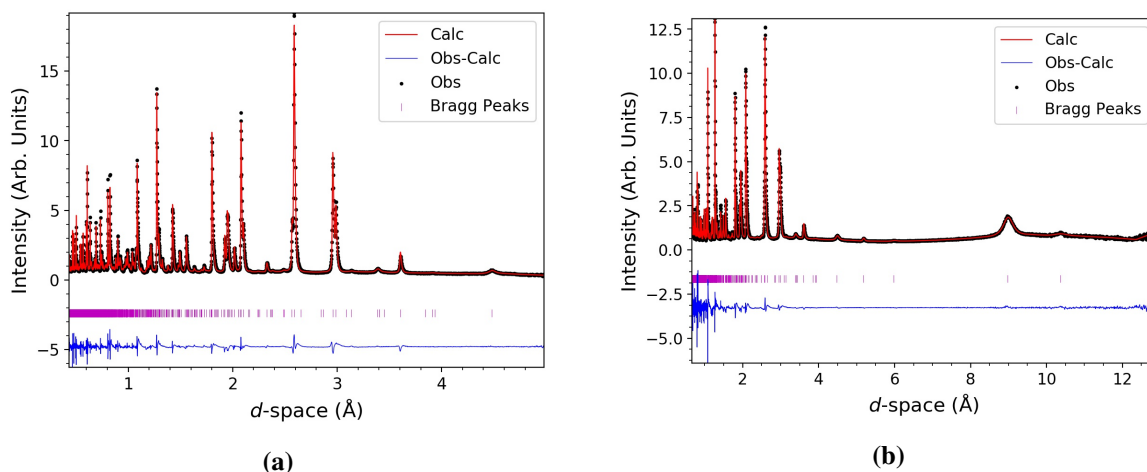 Intensity (Arb. Units)
15
10
5
0
−5
Calc
Obs-Calc
Obs
Bragg Peaks
1
2
3
4
d-space (Å)
(a)
Intensity (Arb. Units)
12.5
10.0
7.5
5.0
2.5
0.0
−2.5
−5.0
Calc
Obs-Calc
Obs
Bragg Peaks
2
4
6
8
10
12
d-space (Å)
(b)